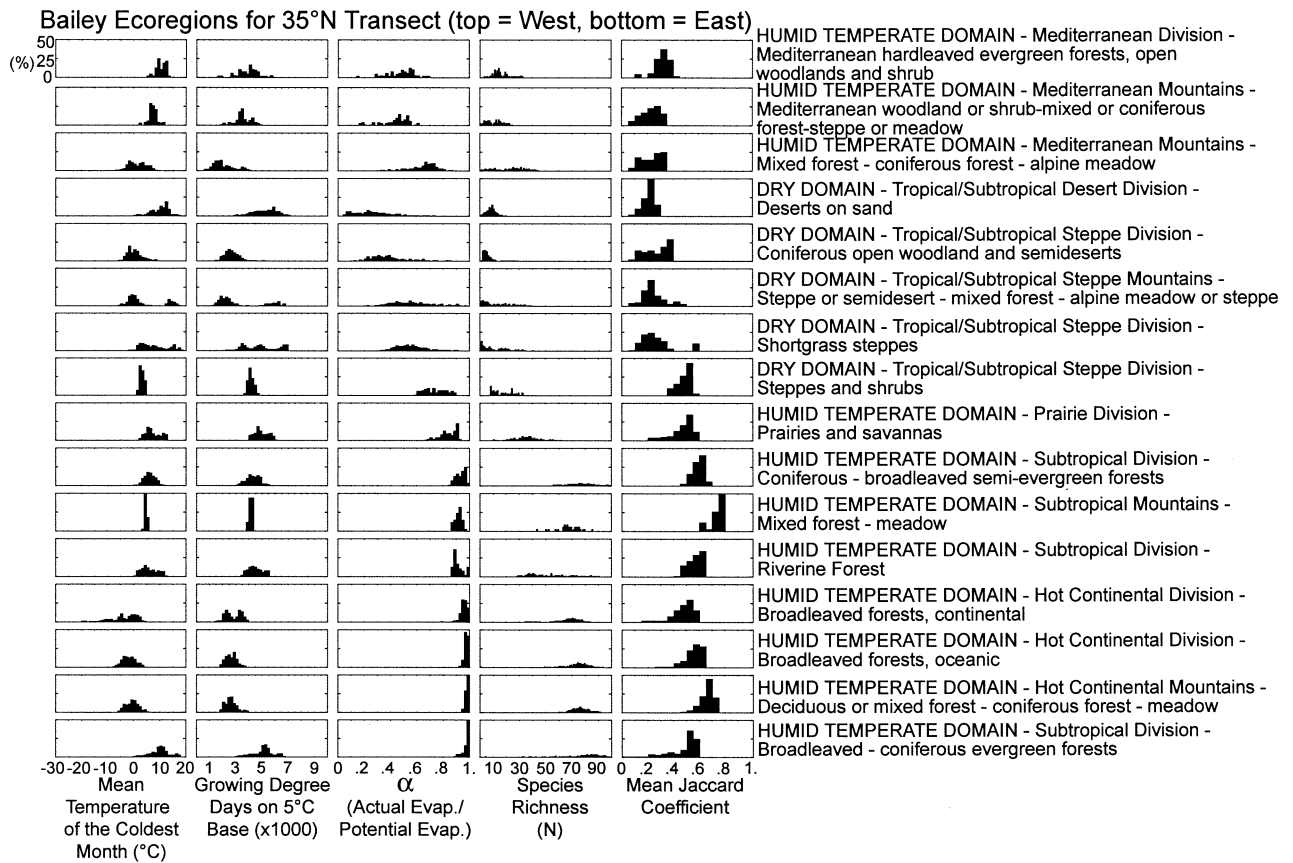 Bailey Ecoregions for 35°N Transect (top = West, bottom = East)
50
(%) 25
0
HUMID TEMPERATE DOMAIN - Mediterranean Division -
Mediterranean hardleaved evergreen forests, open
woodlands and shrub
HUMID TEMPERATE DOMAIN - Mediterranean Mountains -
Mediterranean woodland or shrub-mixed or coniferous
forest-steppe or meadow
HUMID TEMPERATE DOMAIN - Mediterranean Mountains -
Mixed forest - coniferous forest - alpine meadow
DRY DOMAIN - Tropical/Subtropical Desert Division -
Deserts on sand
DRY DOMAIN - Tropical/Subtropical Steppe Division -
Coniferous open woodland and semideserts
DRY DOMAIN - Tropical/Subtropical Steppe Mountains -
Steppe or semidesert - mixed forest - alpine meadow or steppe
DRY DOMAIN - Tropical/Subtropical Steppe Division -
Shortgrass steppes
DRY DOMAIN - Tropical/Subtropical Steppe Division -
Steppes and shrubs
HUMID TEMPERATE DOMAIN - Prairie Division -
Prairies and savannas
HUMID TEMPERATE DOMAIN - Subtropical Division -
Coniferous - broadleaved semi-evergreen forests
HUMID TEMPERATE DOMAIN - Subtropical Mountains -
Mixed forest - meadow
HUMID TEMPERATE DOMAIN - Subtropical Division -
Riverine Forest
HUMID TEMPERATE DOMAIN - Hot Continental Division -
Broadleaved forests, continental
HUMID TEMPERATE DOMAIN - Hot Continental Division -
Broadleaved forests, oceanic
HUMID TEMPERATE DOMAIN - Hot Continental Mountains -
Deciduous or mixed forest - coniferous forest - meadow
HUMID TEMPERATE DOMAIN - Subtropical Division -
Broadleaved - coniferous evergreen forests
-30 -20 -10 0 10 20
Mean
Temperature
of the Coldest
Month (°C)
1 3 5 7 9
Growing Degree
Days on 5°C
Base (x1000)
0 .2 .4 .6 .8 1.
α
(Actual Evap./
Potential Evap.)
10 30 50 70 90
Species
Richness
(N)
0 .2 .4 .6 .8 1.
Mean Jaccard
Coefficient